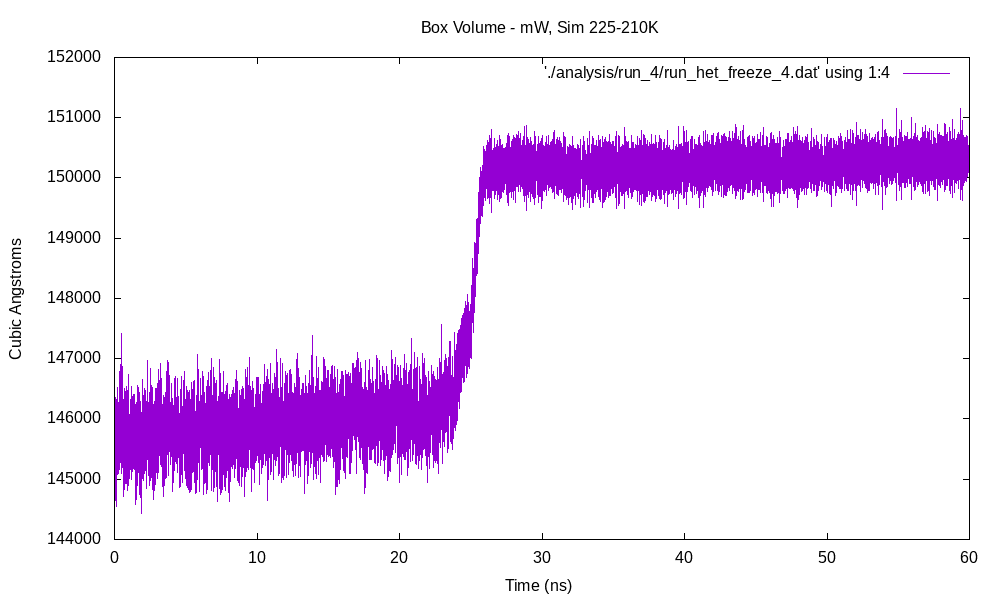 Box Volume - mW, Sim 225-210K
'./analysis/run_4/run_het_freeze_4.dat' using 1:4
152000
151000
150000
149000
148000
147000
146000
145000
144000
Cubic Angstroms
0 10 20 30 40 50 60
Time (ns)